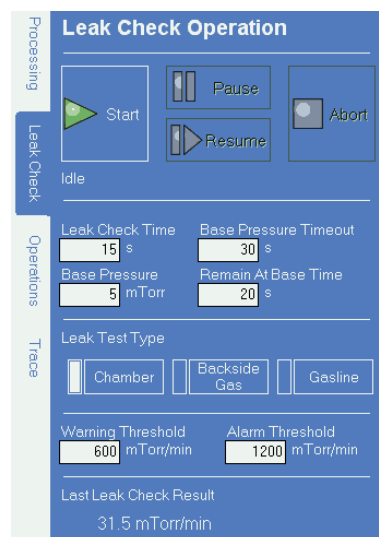 Processing
Leak Check
Operations
Trace
Leak Check Operation
Start
Pause
Resume
Abort
Idle
Leak Check Time
15 s
Base Pressure Timeout
30 s
Base Pressure
5 mTorr
Remain At Base Time
20 s
Leak Test Type
Chamber
Backside
Gas
Gasline
Warning Threshold
600 mTorr/min
Alarm Threshold
1200 mTorr/min
Last Leak Check Result
31.5 mTorr/min